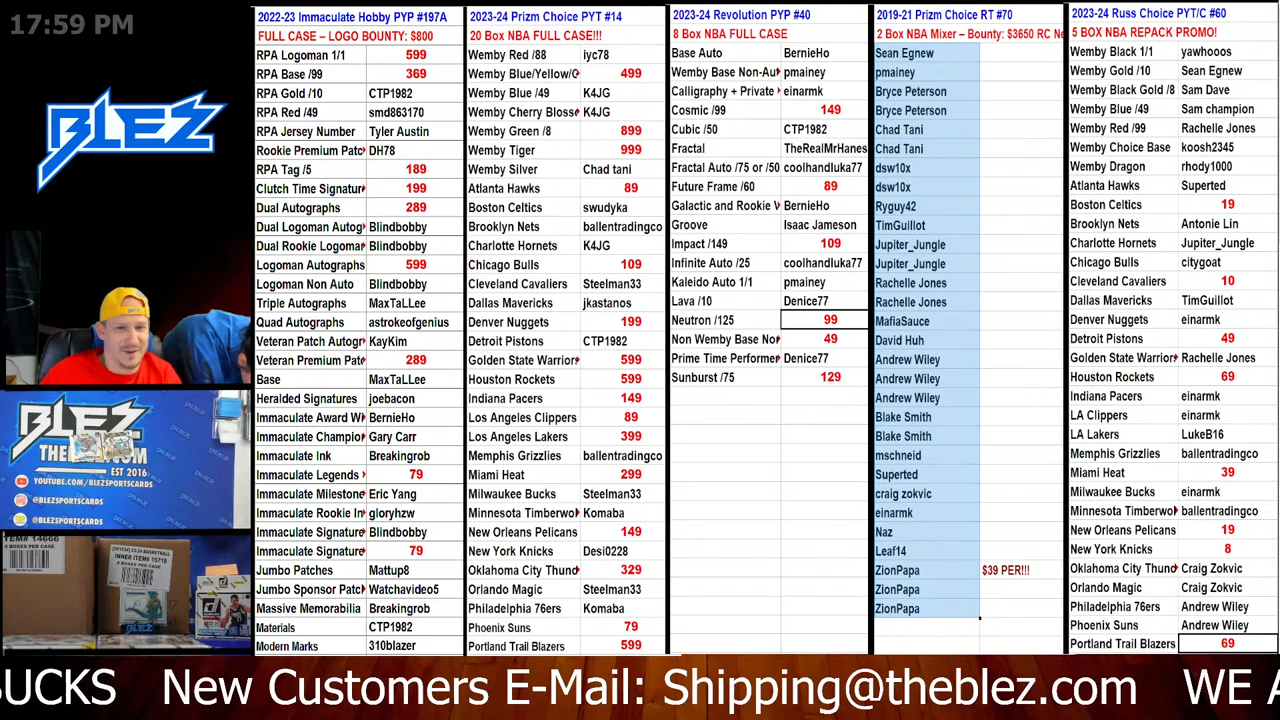 17:59 PM
BLEZ
BLEZ
THEBLEZ
EST 2016
YOUTUBE.COM/BLEZSPORTSCARDS
@BLEZSPORTSCARDS
@BLEZSPORTSCARDS
INNER ITEM# 15718
2022-23 Immaculate Hobby PYP #197A
FULL CASE – LOGO BOUNTY: $800
RPA Logoman 1/1 599
RPA Base /99 369
RPA Gold /10 CTP1982
RPA Red /49 smd863170
RPA Jersey Number Tyler Austin
Rookie Premium Patc DH78
RPA Tag /5 189
Clutch Time Signatur 199
Dual Autographs 289
Dual Logoman Autog Blindbobby
Dual Rookie Logoma Blindbobby
Logoman Autographs 599
Logoman Non Auto Blindbobby
Triple Autographs MaxTaLLee
Quad Autographs astrokeofgenius
Veteran Patch Autogr KayKim
Veteran Premium Pat 289
Base MaxTaLLee
Heralded Signatures joebacon
Immaculate Award W BernieHo
Immaculate Champio Gary Carr
Immaculate Ink Breakingrob
Immaculate Legends 79
Immaculate Milestone Eric Yang
Immaculate Rookie In gloryhzw
Immaculate Signature Blindbobby
Immaculate Signature 79
Jumbo Patches Mattup8
Jumbo Sponsor Patc Watchavideo5
Massive Memorabilia Breakingrob
Materials CTP1982
Modern Marks 310blazer
2023-24 Prizm Choice PYT #14
20 Box NBA FULL CASE!!!
Wemby Red /88 iyc78
Wemby Blue/Yellow/G 499
Wemby Blue /49 K4JG
Wemby Cherry Blosso K4JG
Wemby Green /8 899
Wemby Tiger 999
Wemby Silver Chad tani
Atlanta Hawks 89
Boston Celtics swudyka
Brooklyn Nets ballentradingco
Charlotte Hornets K4JG
Chicago Bulls 109
Cleveland Cavaliers Steelman33
Dallas Mavericks jkastanos
Denver Nuggets 199
Detroit Pistons CTP1982
Golden State Warrior 599
Houston Rockets 599
Indiana Pacers 149
Los Angeles Clippers 89
Los Angeles Lakers 399
Memphis Grizzlies ballentradingco
Miami Heat 299
Milwaukee Bucks Steelman33
Minnesota Timberwo Komaba
New Orleans Pelicans 149
New York Knicks Desi0228
Oklahoma City Thund 329
Orlando Magic Steelman33
Philadelphia 76ers Komaba
Phoenix Suns 79
Portland Trail Blazers 599
2023-24 Revolution PYP #40
8 Box NBA FULL CASE
Base Auto BernieHo
Wemby Base Non-Au pmainey
Calligraphy + Private einarmk
Cosmic /99 149
Cubic /50 CTP1982
Fractal TheRealMrHanes
Fractal Auto /75 or /50 coolhandluka77
Future Frame /60 89
Galactic and Rookie V BernieHo
Groove Isaac Jameson
Impact /149 109
Infinite Auto /25 coolhandluka77
Kaleido Auto 1/1 pmainey
Lava /10 Denice77
Neutron /125 99
Non Wemby Base No 49
Prime Time Performer Denice77
Sunburst /75 129
2019-21 Prizm Choice RT #70
2 Box NBA Mixer – Bounty: $3650 RC Ne
Sean Egnew
pmainey
Bryce Peterson
Bryce Peterson
Chad Tani
Chad Tani
dsw10x
dsw10x
Ryguy42
TimGuillot
Jupiter_Jungle
Jupiter_Jungle
Rachelle Jones
Rachelle Jones
MafiaSauce
David Huh
Andrew Wiley
Andrew Wiley
Andrew Wiley
Blake Smith
Blake Smith
mschneid
Superted
craig zokvic
einarmk
Naz
Leaf14
ZionPapa $39 PER!!!
ZionPapa
ZionPapa
2023-24 Russ Choice PYT/C #60
5 BOX NBA REPACK PROMO!
Wemby Black 1/1 yawhooos
Wemby Gold /10 Sean Egnew
Wemby Black Gold /8 Sam Dave
Wemby Blue /49 Sam champion
Wemby Red /99 Rachelle Jones
Wemby Choice Base koosh2345
Wemby Dragon rhody1000
Atlanta Hawks Superted
Boston Celtics 19
Brooklyn Nets Antonie Lin
Charlotte Hornets Jupiter_Jungle
Chicago Bulls citygoat
Cleveland Cavaliers 10
Dallas Mavericks TimGuillot
Denver Nuggets einarmk
Detroit Pistons 49
Golden State Warrior Rachelle Jones
Houston Rockets 69
Indiana Pacers einarmk
LA Clippers einarmk
LA Lakers LukeB16
Memphis Grizzlies ballentradingco
Miami Heat 39
Milwaukee Bucks einarmk
Minnesota Timberwo ballentradingco
New Orleans Pelicans 19
New York Knicks 8
Oklahoma City Thund Craig Zokvic
Orlando Magic Craig Zokvic
Philadelphia 76ers Andrew Wiley
Phoenix Suns Andrew Wiley
Portland Trail Blazers 69
BUCKS New Customers E-Mail: Shipping@theblez.com WE A